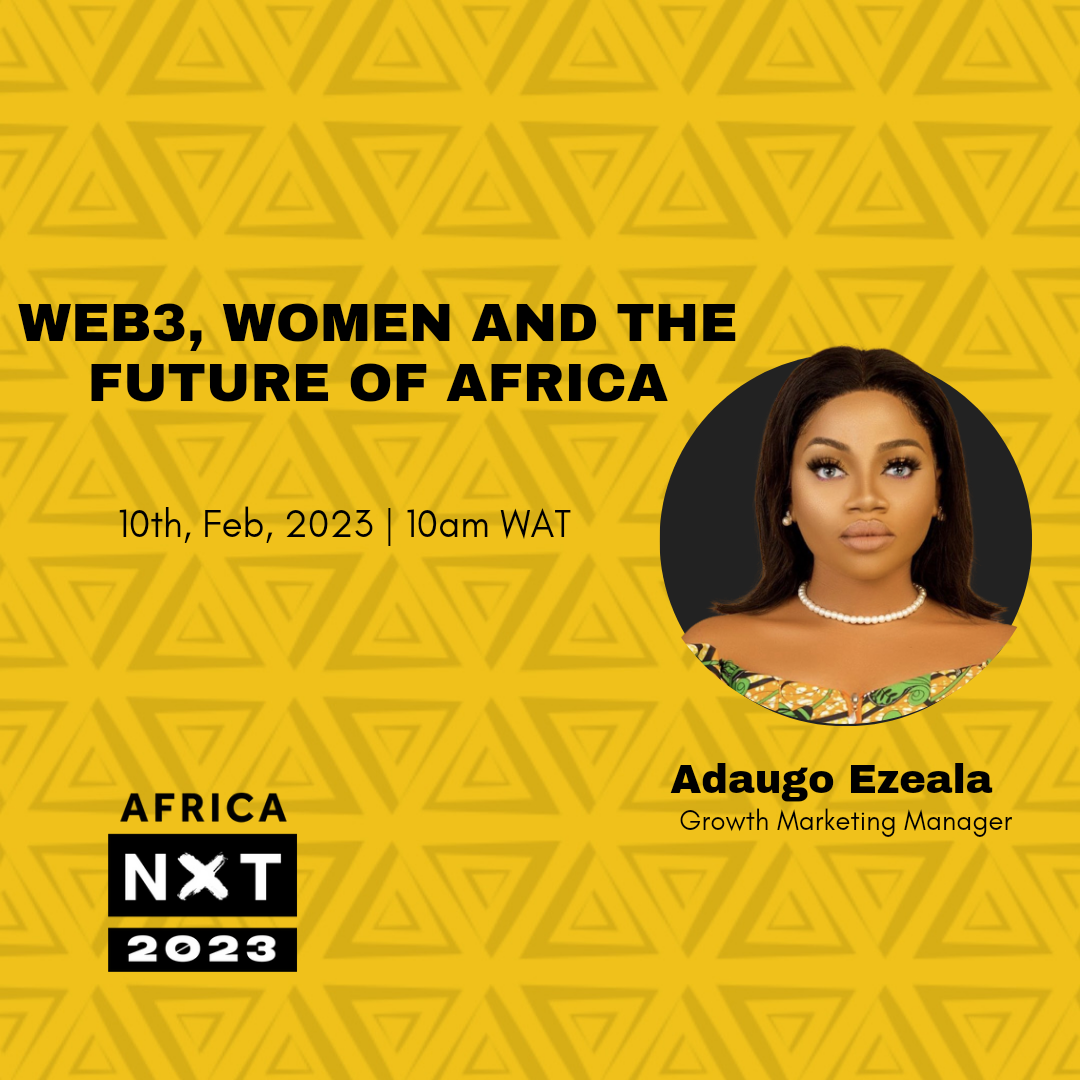 WEB3, WOMEN AND THE
FUTURE OF AFRICA
10th, Feb, 2023 | 10am WAT
Adaugo Ezeala
Growth Marketing Manager
AFRICA
NXT
2023